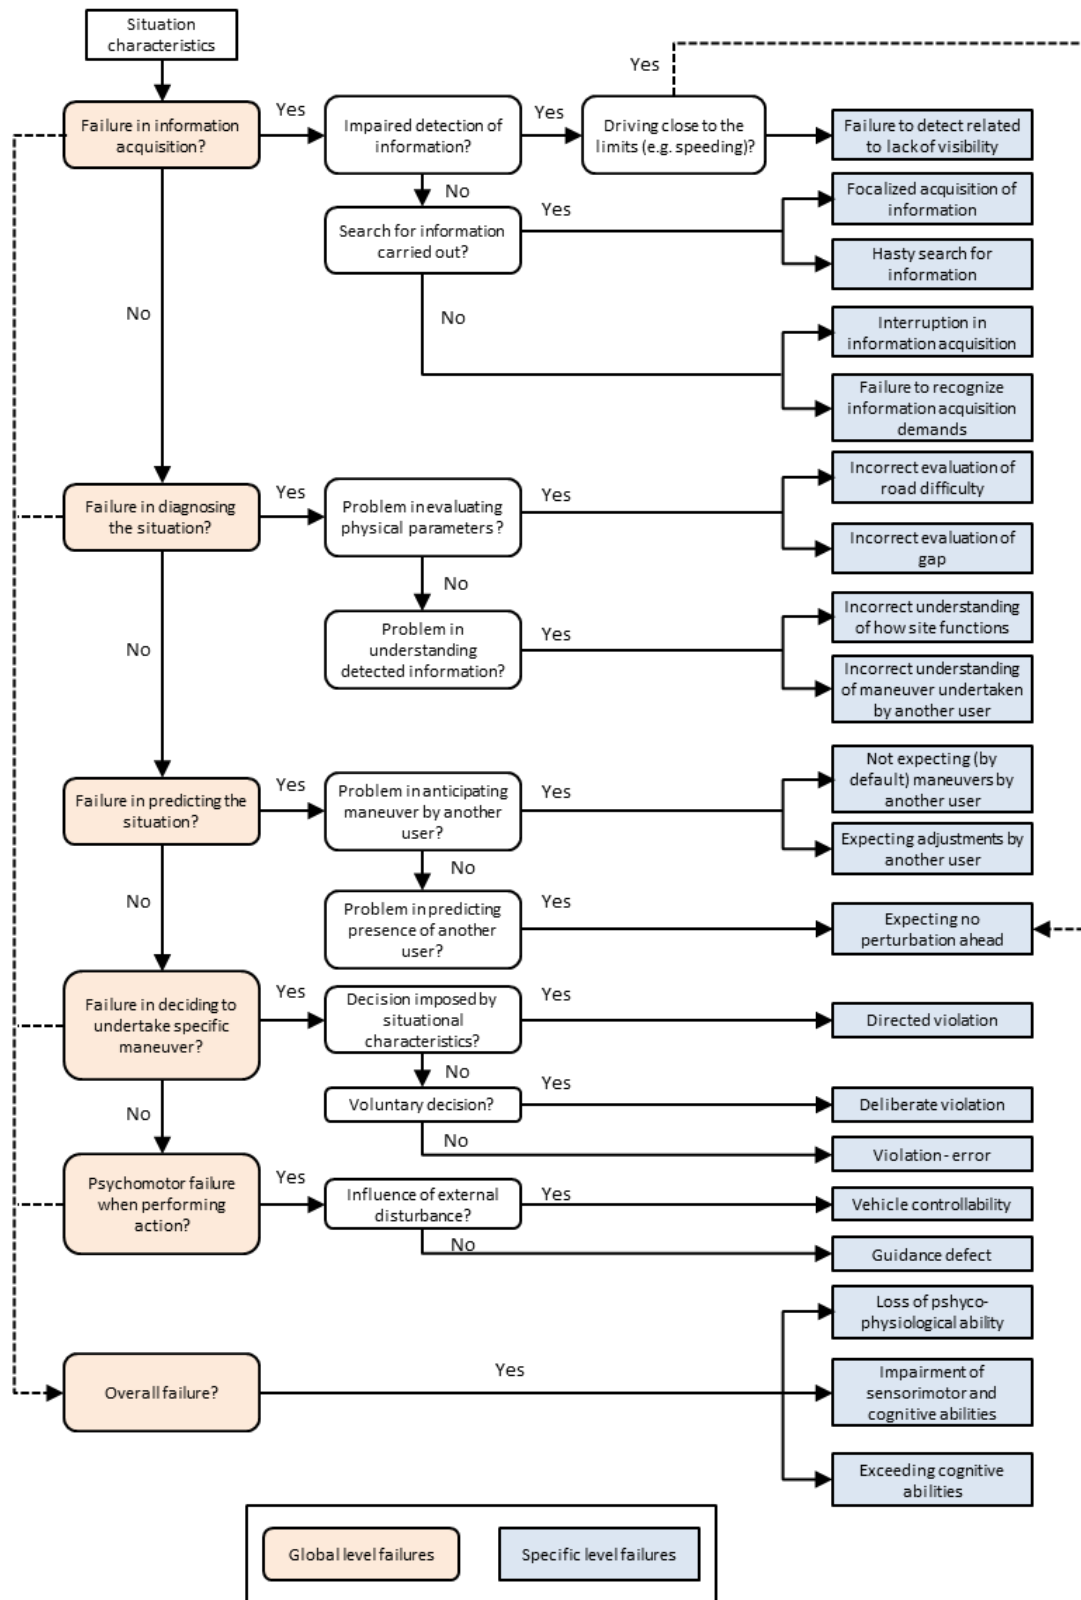 Situation
characteristics
Yes
Failure in information
acquisition?
Yes
Impaired detection of
information?
Yes
Driving close to the
limits (e.g. speeding)?
Failure to detect related
to lack of visibility
No
Search for information
carried out?
Yes
Focalized acquisition of
information
Hasty search for
information
No
No
Interruption in
information acquisition
Failure to recognize
information acquisition
demands
Failure in diagnosing
the situation?
Yes
Problem in evaluating
physical parameters?
Yes
Incorrect evaluation of
road difficulty
Incorrect evaluation of
gap
No
No
Problem in
understanding
detected information?
Yes
Incorrect understanding
of how site functions
Incorrect understanding
of maneuver undertaken
by another user
Failure in predicting the
situation?
Yes
Problem in anticipating
maneuver by another
user?
Yes
Not expecting (by
default) maneuvers by
another user
Expecting adjustments by
another user
No
No
Problem in predicting
presence of another
user?
Yes
Expecting no
perturbation ahead
Failure in deciding to
undertake specific
maneuver?
Yes
Decision imposed by
situational
characteristics?
Yes
Directed violation
No
No
Voluntary decision?
Yes
Deliberate violation
No
Violation - error
Psychomotor failure
when performing
action?
Yes
Influence of external
disturbance?
Yes
Vehicle controllability
No
Guidance defect
Overall failure?
Yes
Loss of pshyco-
physiological ability
Impairment of
sensorimotor and
cognitive abilities
Exceeding cognitive
abilities
Global level failures
Specific level failures